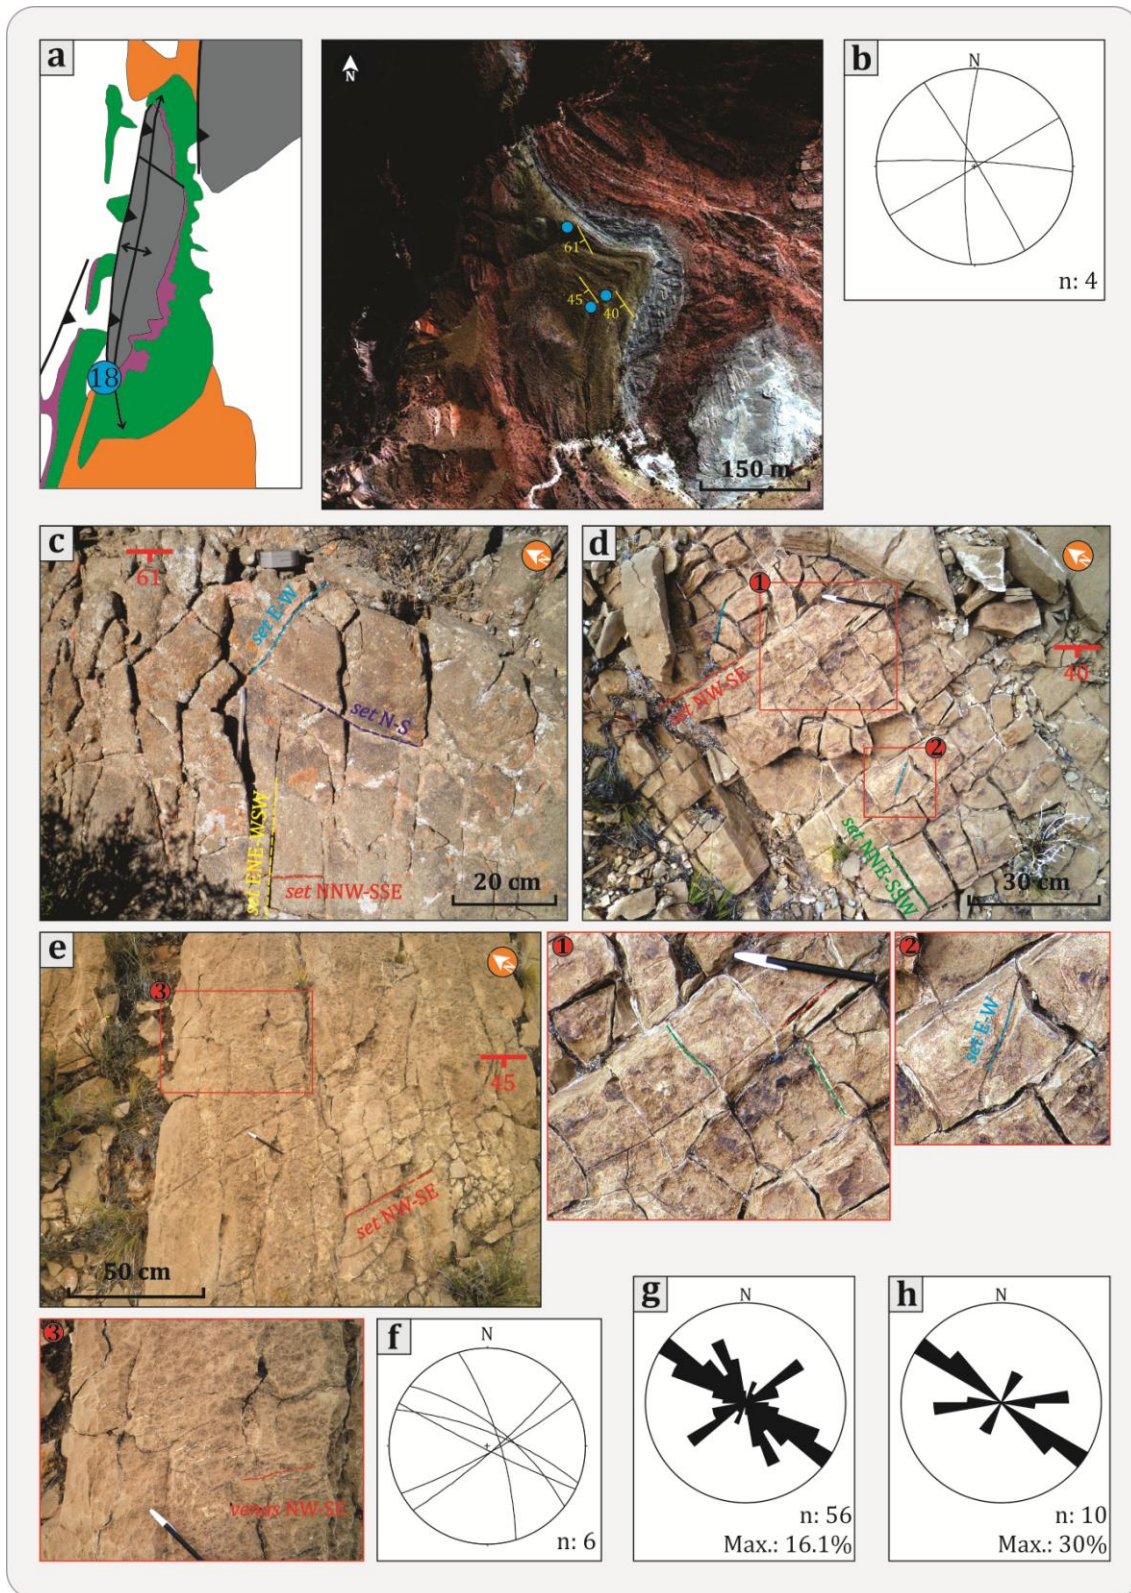 a
18
N
61
45
40
150 m
b
N
n: 4
c
61
N
set E-W
set N-S
set ENE-WSW
set NNW-SSE
20 cm
d
1
N
set NW-SE
40
2
set NNE-SSW
30 cm
e
3
N
45
set NW-SE
50 cm
1
2
set E-W
3
venas NW-SE
f
N
n: 6
g
N
n: 56
Max.: 16.1%
h
N
n: 10
Max.: 30%